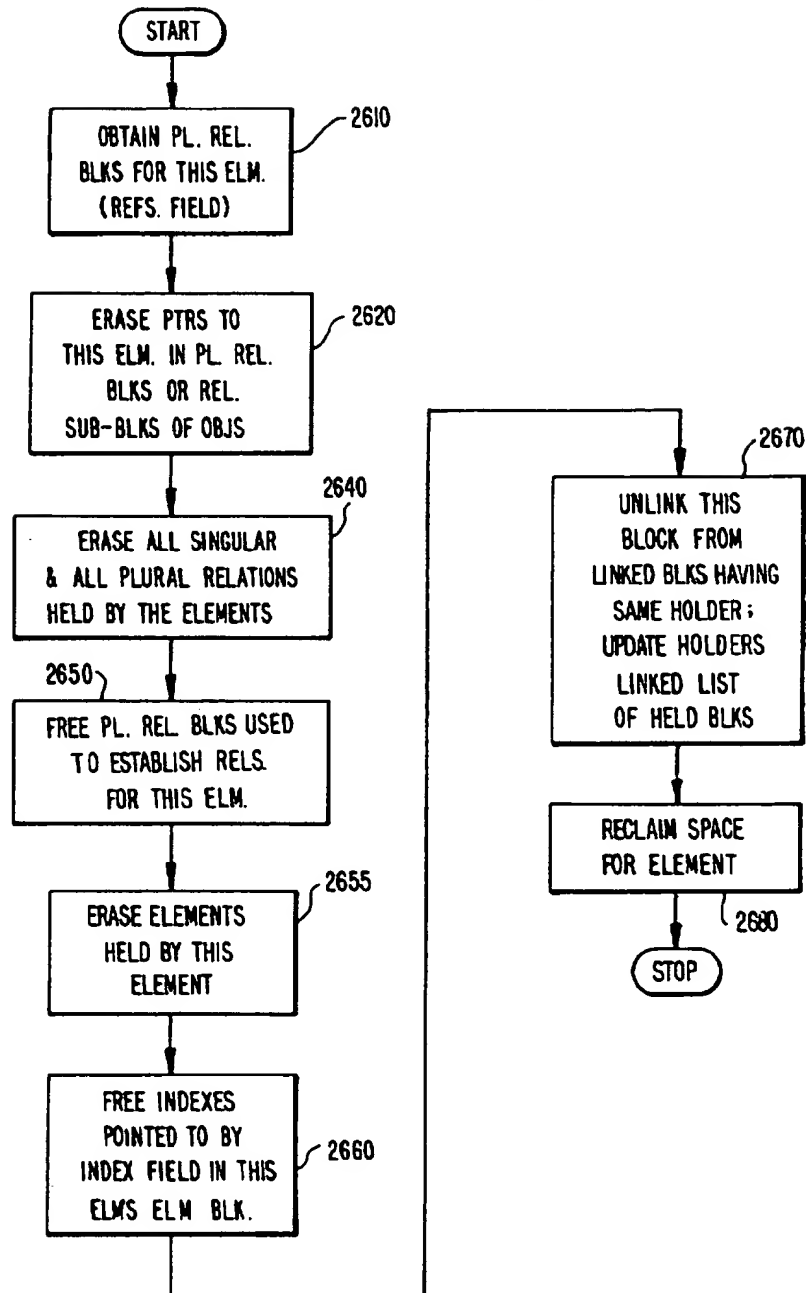 START
OBTAIN PL. REL.
BLKS FOR THIS ELM.
(REFS. FIELD)
2610
ERASE PTRS TO
THIS ELM. IN PL. REL.
BLKS OR REL.
SUB-BLKS OF OBJS
2620
ERASE ALL SINGULAR
& ALL PLURAL RELATIONS
HELD BY THE ELEMENTS
2640
FREE PL. REL. BLKS USED
TO ESTABLISH RELS.
FOR THIS ELM.
2650
ERASE ELEMENTS
HELD BY THIS
ELEMENT
2655
FREE INDEXES
POINTED TO BY
INDEX FIELD IN THIS
ELM'S ELM BLK.
2660
UNLINK THIS
BLOCK FROM
LINKED BLKS HAVING
SAME HOLDER;
UPDATE HOLDERS
LINKED LIST
OF HELD BLKS
2670
RECLAIM SPACE
FOR ELEMENT
2680
STOP